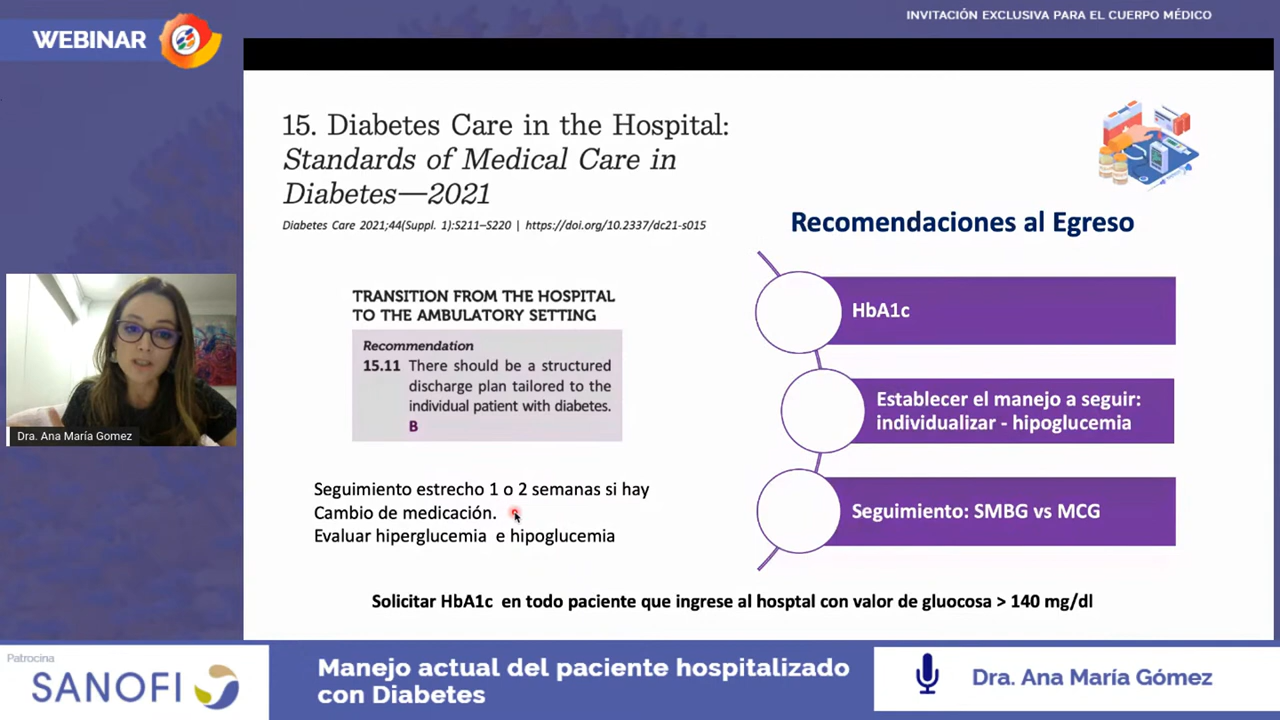 INVITACIÓN EXCLUSIVA PARA EL CUERPO MÉDICO
WEBINAR
15. Diabetes Care in the Hospital:
Standards of Medical Care in
Diabetes—2021
Diabetes Care 2021;44(Suppl. 1):S211–S220 | https://doi.org/10.2337/dc21-s015
TRANSITION FROM THE HOSPITAL
TO THE AMBULATORY SETTING
Recommendation
15.11 There should be a structured
discharge plan tailored to the
individual patient with diabetes.
B
Seguimiento estrecho 1 o 2 semanas si hay
Cambio de medicación.
Evaluar hiperglucemia e hipoglucemia
Recomendaciones al Egreso
HbA1c
Establecer el manejo a seguir:
individualizar - hipoglucemia
Seguimiento: SMBG vs MCG
Solicitar HbA1c en todo paciente que ingrese al hosptal con valor de gluocosa > 140 mg/dl
Dra. Ana María Gomez
Patrocina
SANOFI
Manejo actual del paciente hospitalizado
con Diabetes
Dra. Ana María Gómez